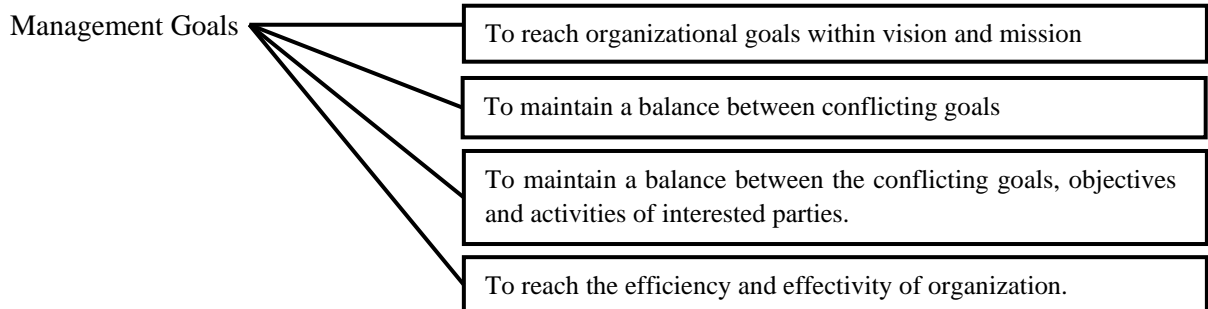 Management Goals
To reach organizational goals within vision and mission
To maintain a balance between conflicting goals
To maintain a balance between the conflicting goals, objectives
and activities of interested parties.
To reach the efficiency and effectivity of organization.